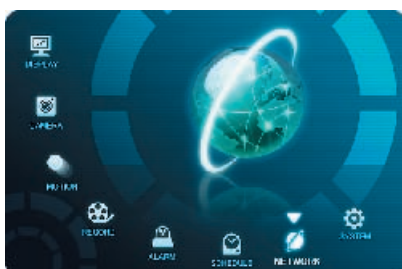 DISPLAY
CAMERA
MOTION
RECORD
ALARM
SCHEDULE
NETWORK
SYSTEM